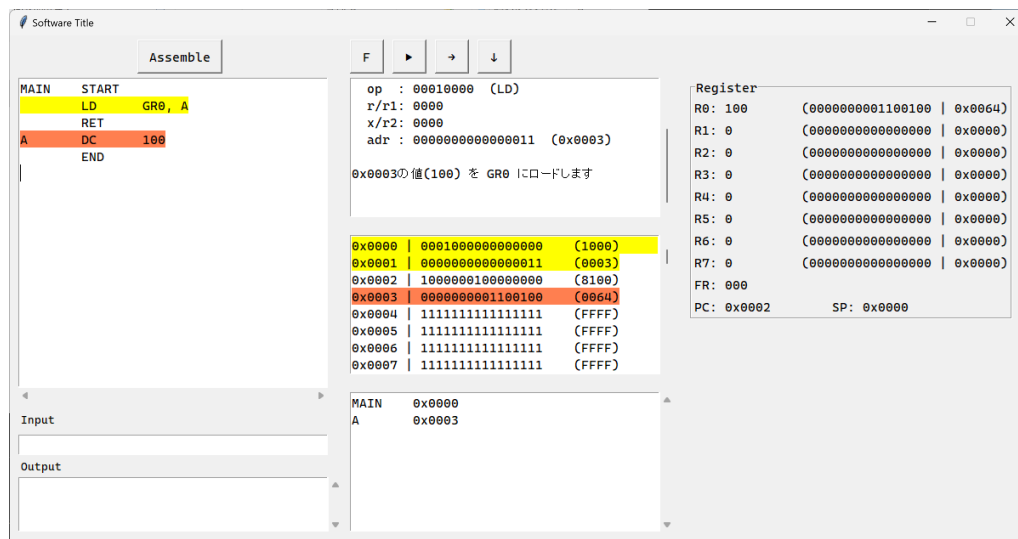 Software Title
Assemble
F ▶ → ↓
MAIN START
LD GR0, A
RET
A DC 100
END
Input
Output
op : 00010000 (LD)
r/r1: 0000
x/r2: 0000
adr : 0000000000000011 (0x0003)
0x0003の値(100) を GR0 にロードします
0x0000 | 0001000000000000 (1000)
0x0001 | 0000000000000011 (0003)
0x0002 | 1000000100000000 (8100)
0x0003 | 0000000001100100 (0064)
0x0004 | 1111111111111111 (FFFF)
0x0005 | 1111111111111111 (FFFF)
0x0006 | 1111111111111111 (FFFF)
0x0007 | 1111111111111111 (FFFF)
MAIN 0x0000
A 0x0003
Register
R0: 100 (0000000001100100 | 0x0064)
R1: 0 (0000000000000000 | 0x0000)
R2: 0 (0000000000000000 | 0x0000)
R3: 0 (0000000000000000 | 0x0000)
R4: 0 (0000000000000000 | 0x0000)
R5: 0 (0000000000000000 | 0x0000)
R6: 0 (0000000000000000 | 0x0000)
R7: 0 (0000000000000000 | 0x0000)
FR: 000
PC: 0x0002 SP: 0x0000